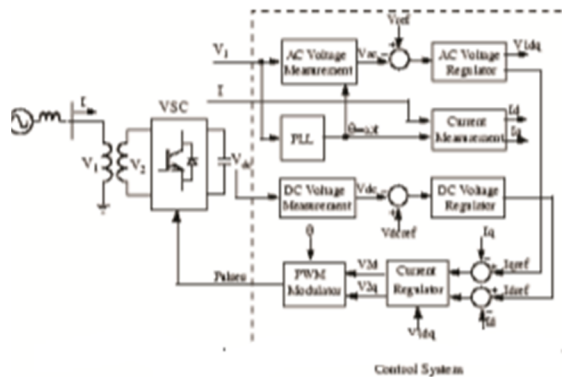 Vref
V1
AC Voltage
Measurement
Vac
AC Voltage
Regulator
V1dq
I
VSC
I
PLL
θ=ωt
Current
Measurement
Id
Iq
V1
V2
Vdc
DC Voltage
Measurement
Vdc
DC Voltage
Regulator
Vdcref
θ
Iq
Pulses
PWM
Modulator
V2d
V2q
Current
Regulator
Iqref
Idref
Id
V1dq
Control System